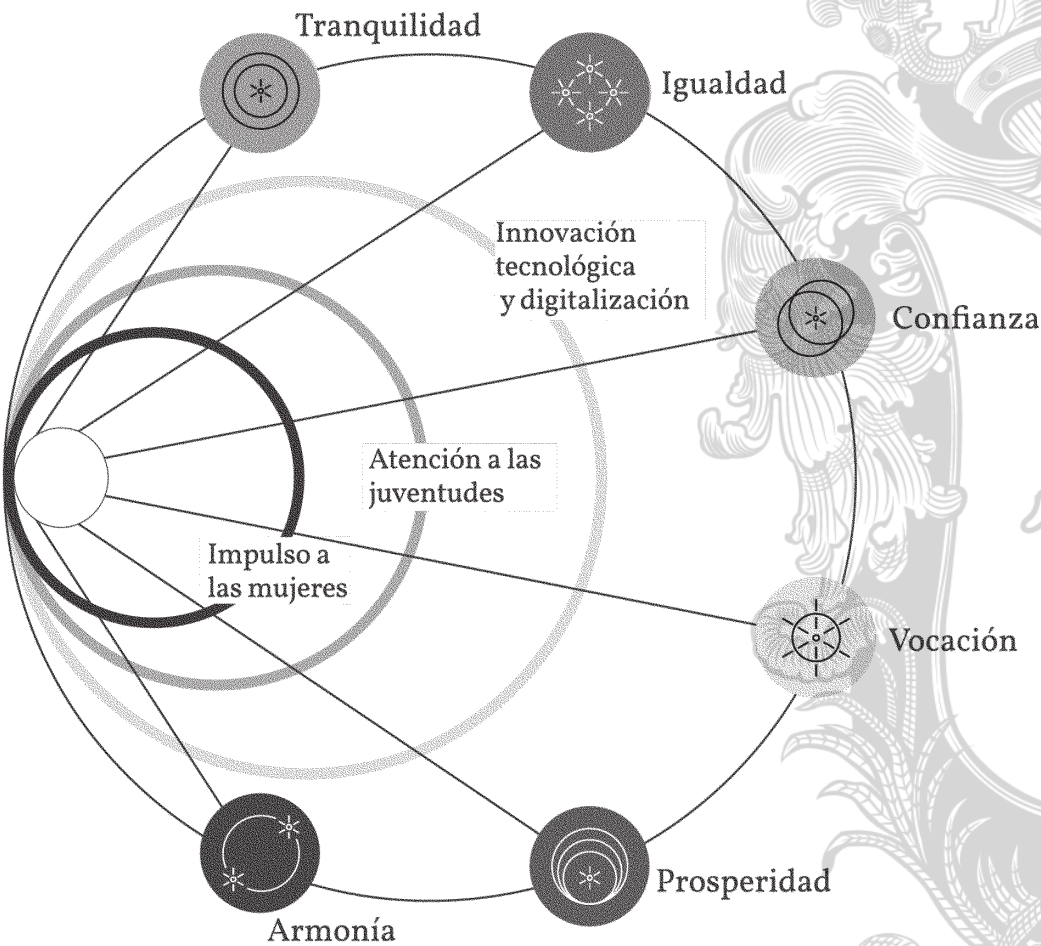 Tranquilidad
Igualdad
Innovación
tecnológica
y digitalización
Confianza
Atención a las
juventudes
Impulso a
las mujeres
Vocación
Prosperidad
Armonía